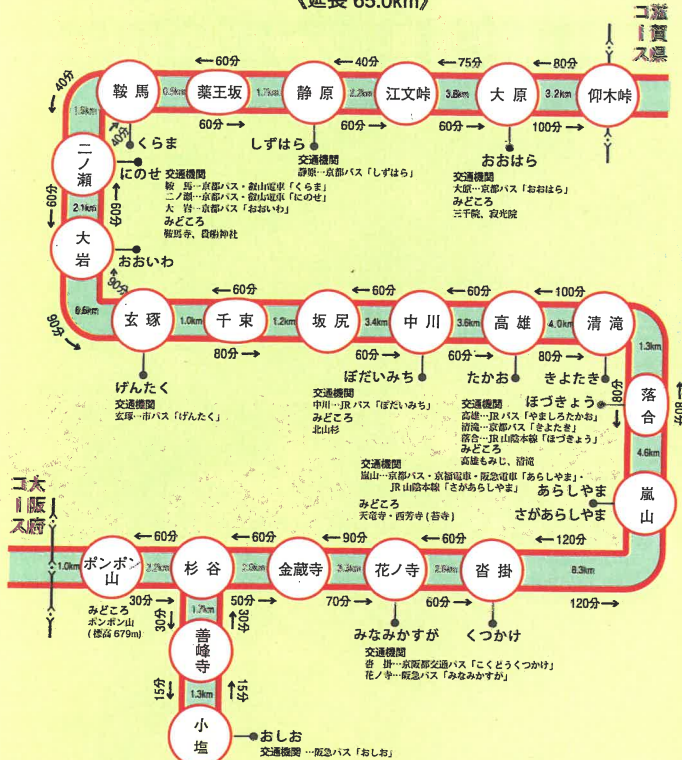 《延長 65.0km》
滋賀県
コース
←60分
←40分
←75分
←80分
鞍馬
0.9km
薬王坂
1.7km
静原
2.2km
江文峠
3.8km
大原
3.2km
仰木峠
60分→
60分→
60分→
100分→
←40分
1.9km
40分→
くらま
しずはら
おおはら
二ノ瀬
にのせ
交通機関
鞍 馬…京都バス・叡山電車「くらま」
二ノ瀬…京都バス・叡山電車「にのせ」
大 岩…京都バス「おおいわ」
みどころ
鞍馬寺、貴船神社
交通機関
静原…京都バス「しずはら」
交通機関
大原…京都バス「おおはら」
みどころ
三千院、寂光院
←60分
2.1km
60分→
大岩
おおいわ
90分→
6.6km
90分→
←60分
←60分
←60分
←100分
玄琢
1.0km
千束
1.2km
坂尻
3.4km
中川
3.6km
高雄
4.0km
清滝
80分→
60分→
60分→
80分→
1.3km
げんたく
ぼだいみち
たかお
きよたき
80分→
←80分
交通機関
玄琢…市バス「げんたく」
交通機関
中川…JRバス「ぼだいみち」
みどころ
北山杉
ほづきょう
落合
交通機関
高雄…JRバス「やましろたかお」
清滝…京都バス「きよたき」
落合…JR山陰本線「ほづきょう」
みどころ
高雄もみじ、清滝
4.6km
交通機関
嵐山…京都バス・京福電車・阪急電車「あらしやま」・
JR山陰本線「さがあらしやま」
みどころ
天竜寺・西芳寺(苔寺)
あらしやま
さがあらしやま
嵐山
大阪府
コース
←60分
←60分
←90分
←60分
←120分
1.0km
ポンポン山
杉谷
金蔵寺
花ノ寺
沓掛
8.3km
30分→
50分→
70分→
60分→
120分→
みどころ
ポンポン山
(標高679m)
30分→
1.7km
←30分
みなみかすが
くつかけ
交通機関
沓 掛…京阪都交通バス「こくどうくつかけ」
花ノ寺…阪急バス「みなみかすが」
善峰寺
15分→
1.3km
←15分
小塩
おしお
交通機関…阪急バス「おしお」